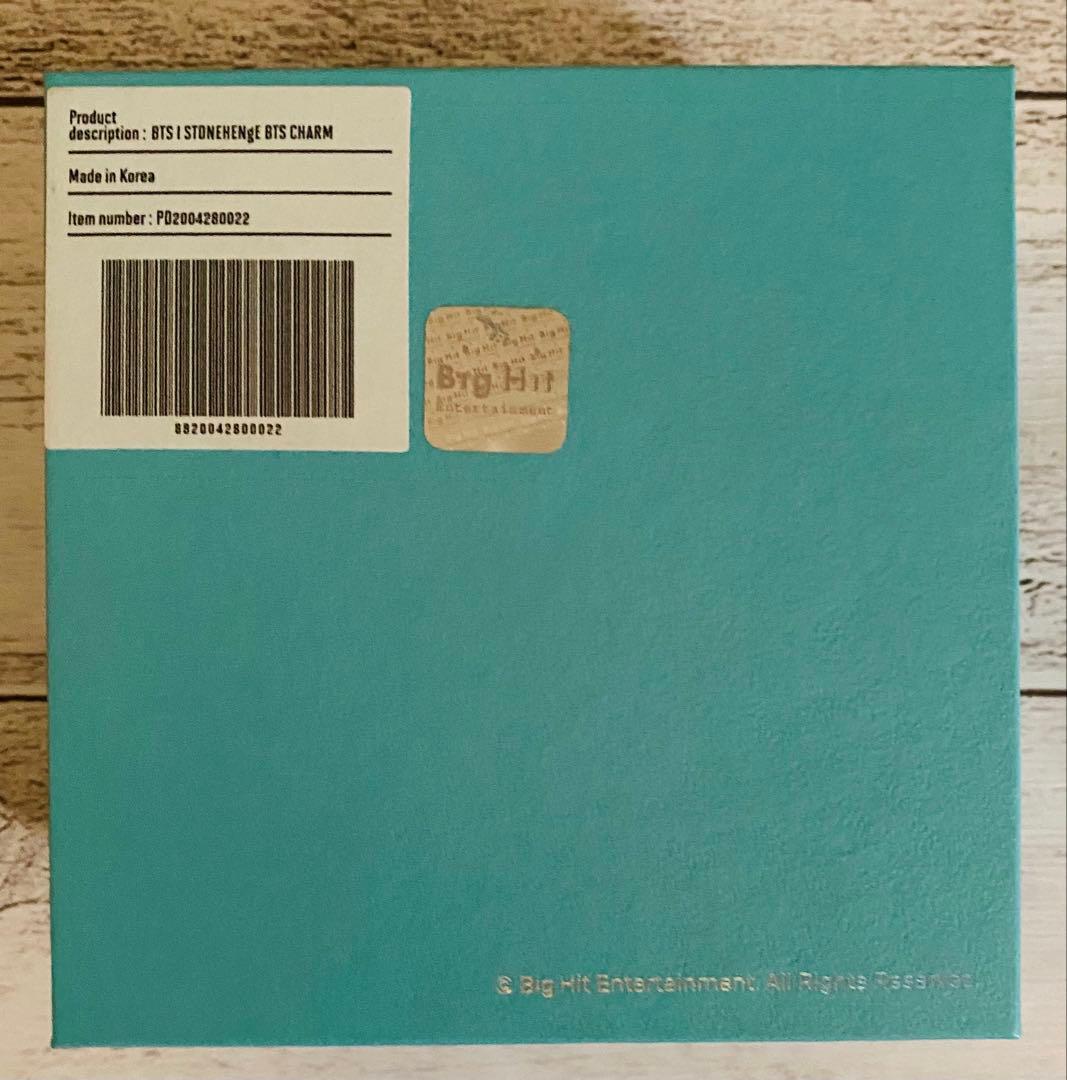 Product
description : BTS | STONEHENgE BTS CHARM
Made in Korea
Item number : PD2004280022
8820042800022
Big Hit
Entertainment
© Big Hit Entertainment. All Rights Reserved.